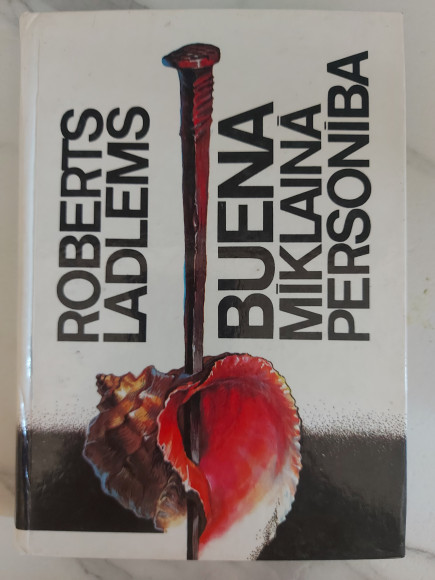 ROBERTS
LADLEMS
BUENA
MĪKLAINĀ
PERSONĪBA